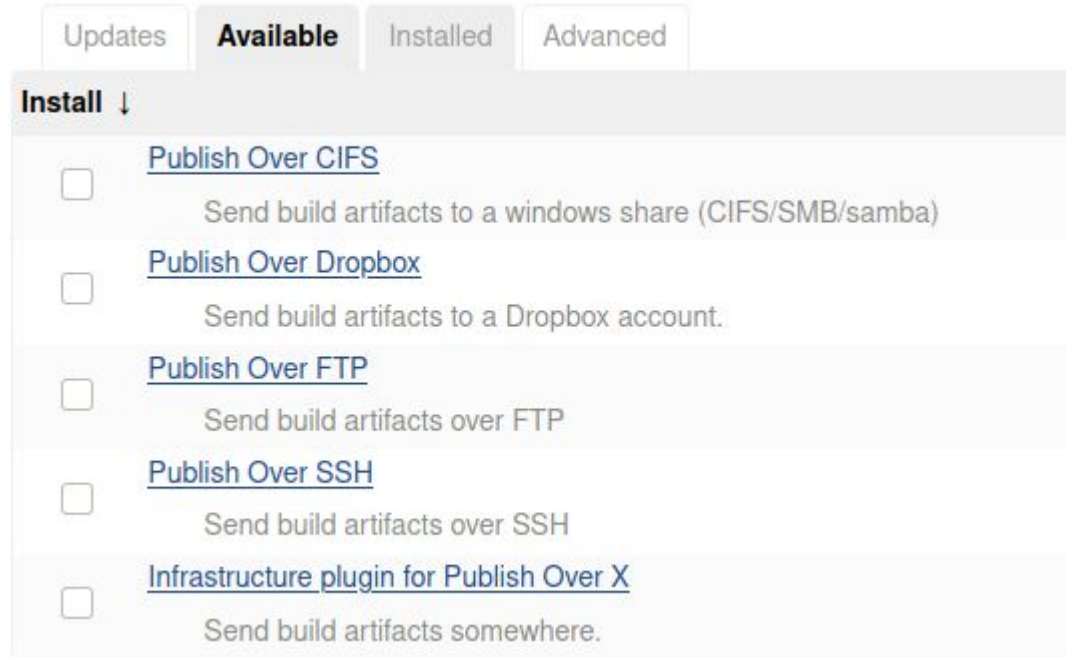 Updates Available Installed Advanced
Install ↓
Publish Over CIFS
Send build artifacts to a windows share (CIFS/SMB/samba)
Publish Over Dropbox
Send build artifacts to a Dropbox account.
Publish Over FTP
Send build artifacts over FTP
Publish Over SSH
Send build artifacts over SSH
Infrastructure plugin for Publish Over X
Send build artifacts somewhere.